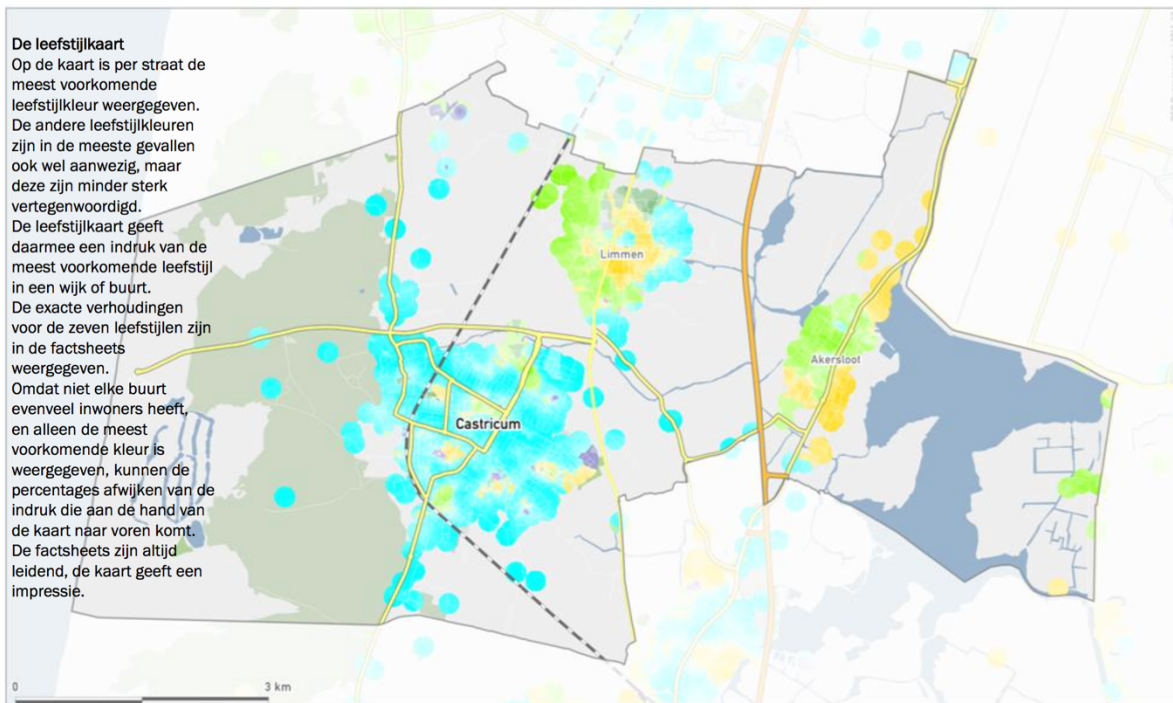 De leefstijlkaart
Op de kaart is per straat de
meest voorkomende
leefstijlkleur weergegeven.
De andere leefstijlkleuren
zijn in de meeste gevallen
ook wel aanwezig, maar
deze zijn minder sterk
vertegenwoordigd.
De leefstijlkaart geeft
daarmee een indruk van de
meest voorkomende leefstijl
in een wijk of buurt.
De exacte verhoudingen
voor de zeven leefstijlen zijn
in de factsheets
weergegeven.
Omdat niet elke buurt
evenveel inwoners heeft,
en alleen de meest
voorkomende kleur is
weergegeven, kunnen de
percentages afwijken van de
indruk die aan de hand van
de kaart naar voren komt.
De factsheets zijn altijd
leidend, de kaart geeft een
impressie.
Limmen
Akersloot
Castricum
0 3 km